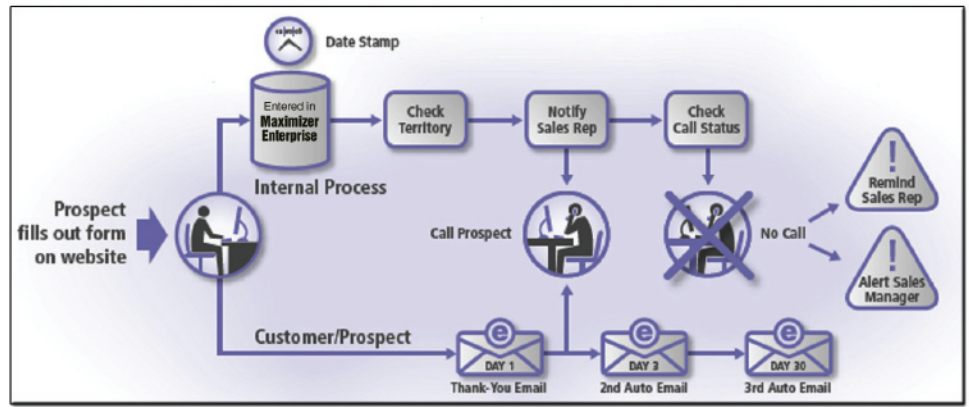 Date Stamp
Entered in
Maximizer
Enterprise
Check
Territory
Notify
Sales Rep
Check
Call Status
Internal Process
Remind
Sales Rep
Prospect
fills out form
on website
Call Prospect
No Call
Alert Sales
Manager
Customer/Prospect
e
DAY 1
Thank-You Email
e
DAY 3
2nd Auto Email
e
DAY 30
3rd Auto Email